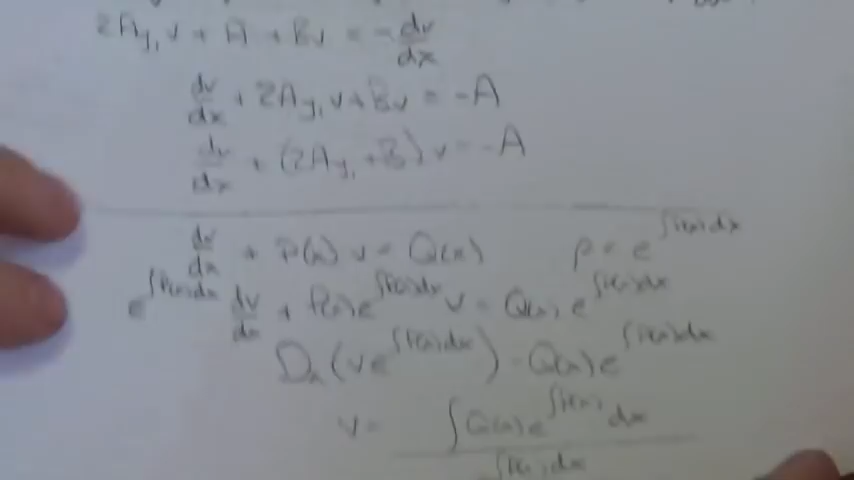 2Ay₁v + A + Bv = -dv/dx
dv/dx + 2Ay₁v + Bv = -A
dv/dx + (2Ay₁ + B)v = -A
dv/dx + P(x)v = Q(x) ρ = e^∫P(x)dx
e^∫P(x)dx dv/dx + P(x)e^∫P(x)dx v = Q(x)e^∫P(x)dx
Dₓ(ve^∫P(x)dx) = Q(x)e^∫P(x)dx
v = ∫Q(x)e^∫P(x) dx
∫P(x)dx